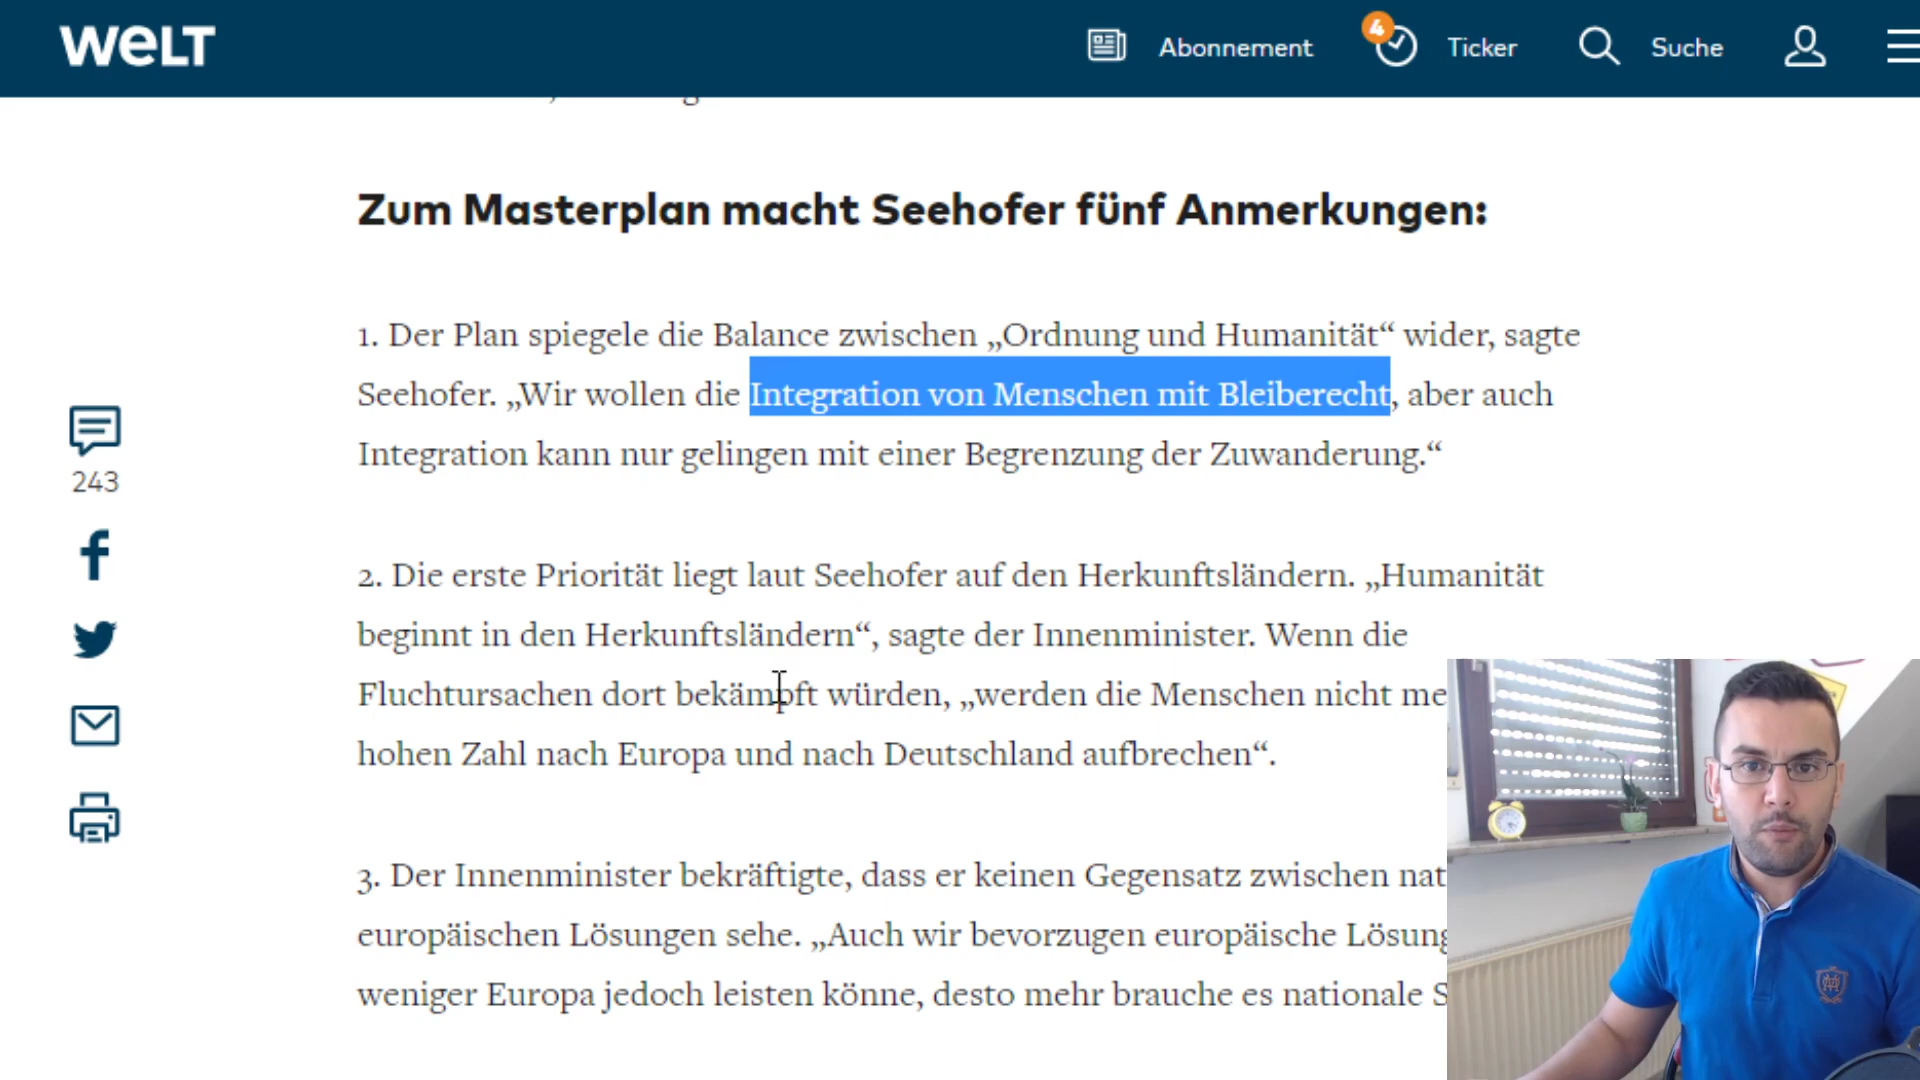 WELT
Abonnement
4
Ticker
Suche
Zum Masterplan macht Seehofer fünf Anmerkungen:
1. Der Plan spiegele die Balance zwischen „Ordnung und Humanität“ wider, sagte
Seehofer. „Wir wollen die Integration von Menschen mit Bleiberecht, aber auch
Integration kann nur gelingen mit einer Begrenzung der Zuwanderung.“
243
2. Die erste Priorität liegt laut Seehofer auf den Herkunftsländern. „Humanität
beginnt in den Herkunftsländern“, sagte der Innenminister. Wenn die
Fluchtursachen dort bekämpft würden, „werden die Menschen nicht me
hohen Zahl nach Europa und nach Deutschland aufbrechen“.
3. Der Innenminister bekräftigte, dass er keinen Gegensatz zwischen nat
europäischen Lösungen sehe. „Auch wir bevorzugen europäische Lösung
weniger Europa jedoch leisten könne, desto mehr brauche es nationale S